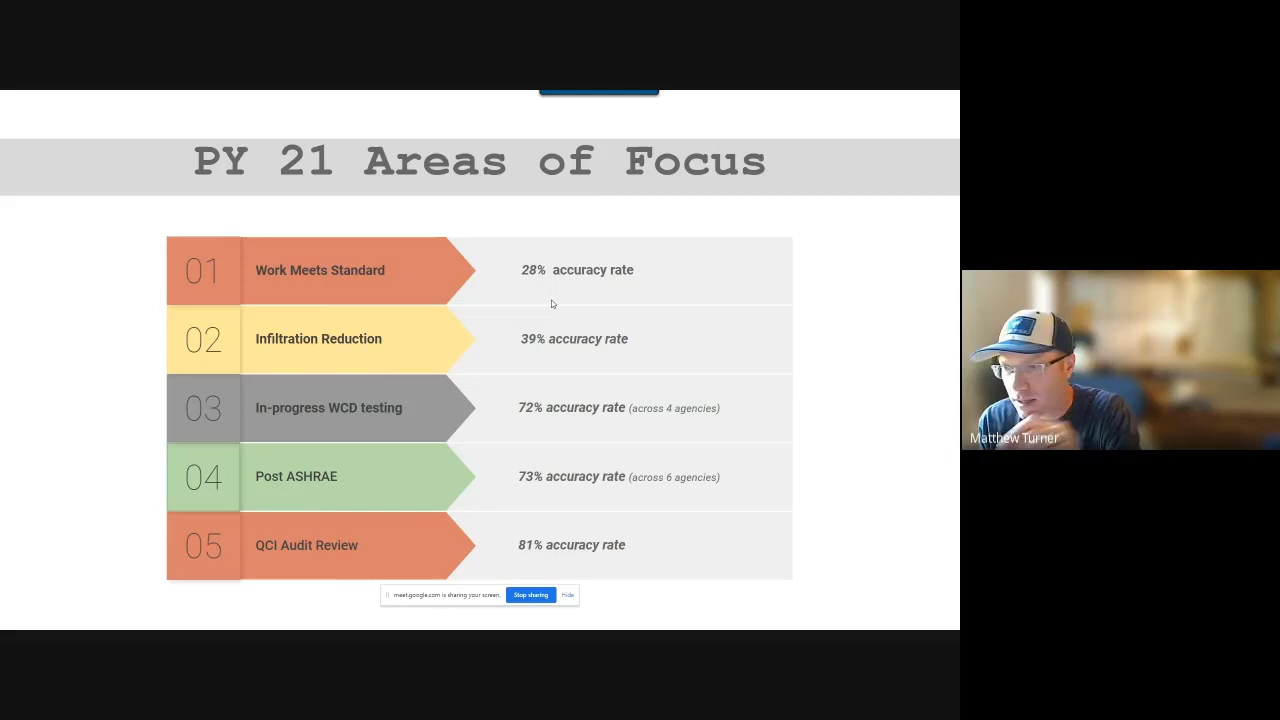 PY 21 Areas of Focus
01 Work Meets Standard 28% accuracy rate
02 Infiltration Reduction 39% accuracy rate
03 In-progress WCD testing 72% accuracy rate (across 4 agencies)
04 Post ASHRAE 73% accuracy rate (across 6 agencies)
05 QCI Audit Review 81% accuracy rate
meet.google.com is sharing your screen. Stop sharing Hide
Matthew Turner